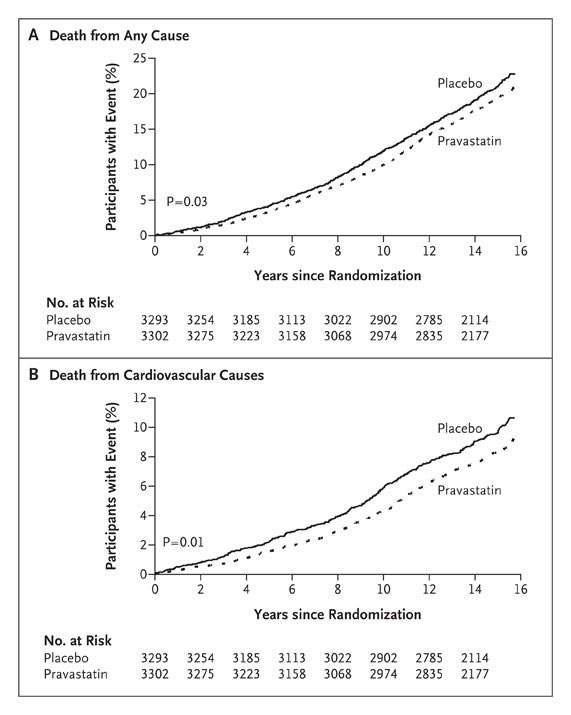 A Death from Any Cause
Participants with Event (%)
25
20
15
10
5
0
Placebo
Pravastatin
P=0.03
0 2 4 6 8 10 12 14 16
Years since Randomization
No. at Risk
Placebo 3293 3254 3185 3113 3022 2902 2785 2114
Pravastatin 3302 3275 3223 3158 3068 2974 2835 2177
B Death from Cardiovascular Causes
Participants with Event (%)
12
10
8
6
4
2
0
Placebo
Pravastatin
P=0.01
0 2 4 6 8 10 12 14 16
Years since Randomization
No. at Risk
Placebo 3293 3254 3185 3113 3022 2902 2785 2114
Pravastatin 3302 3275 3223 3158 3068 2974 2835 2177